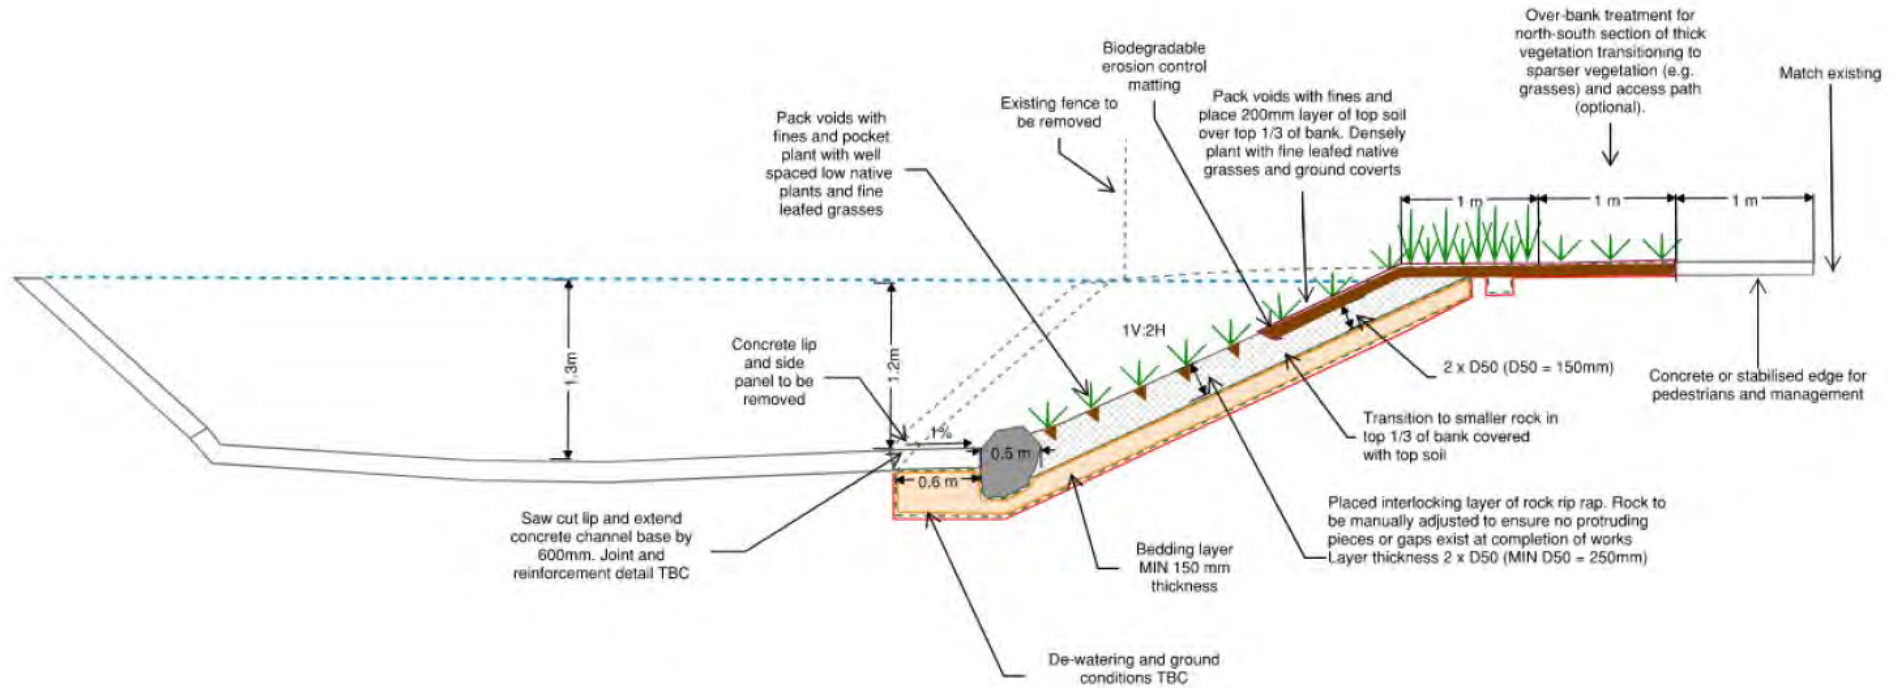 Over-bank treatment for
north-south section of thick
vegetation transitioning to
sparser vegetation (e.g.
grasses) and access path
(optional).
Match existing
Biodegradable
erosion control
matting
Existing fence to
be removed
Pack voids with fines and
place 200mm layer of top soil
over top 1/3 of bank. Densely
plant with fine leafed native
grasses and ground coverts
Pack voids with
fines and pocket
plant with well
spaced low native
plants and fine
leafed grasses
1 m
1 m
1 m
1.3m
1.2m
1V:2H
Concrete lip
and side
panel to be
removed
2 x D50 (D50 = 150mm)
Concrete or stabilised edge for
pedestrians and management
1%
0.5 m
0.6 m
Transition to smaller rock in
top 1/3 of bank covered
with top soil
Saw cut lip and extend
concrete channel base by
600mm. Joint and
reinforcement detail TBC
Bedding layer
MIN 150 mm
thickness
Placed interlocking layer of rock rip rap. Rock to
be manually adjusted to ensure no protruding
pieces or gaps exist at completion of works
Layer thickness 2 x D50 (MIN D50 = 250mm)
De-watering and ground
conditions TBC